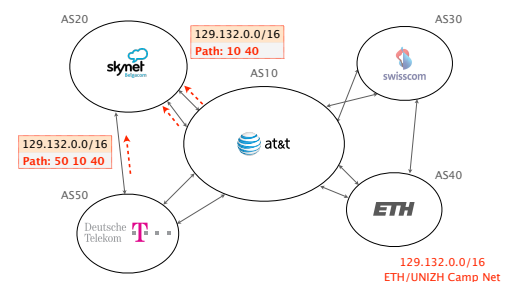 AS20
129.132.0.0/16
Path: 10 40
AS30
skynet
Belgacom
AS10
swisscom
at&t
129.132.0.0/16
Path: 50 10 40
AS50
AS40
Deutsche
Telekom
T
ETH
129.132.0.0/16
ETH/UNIZH Camp Net